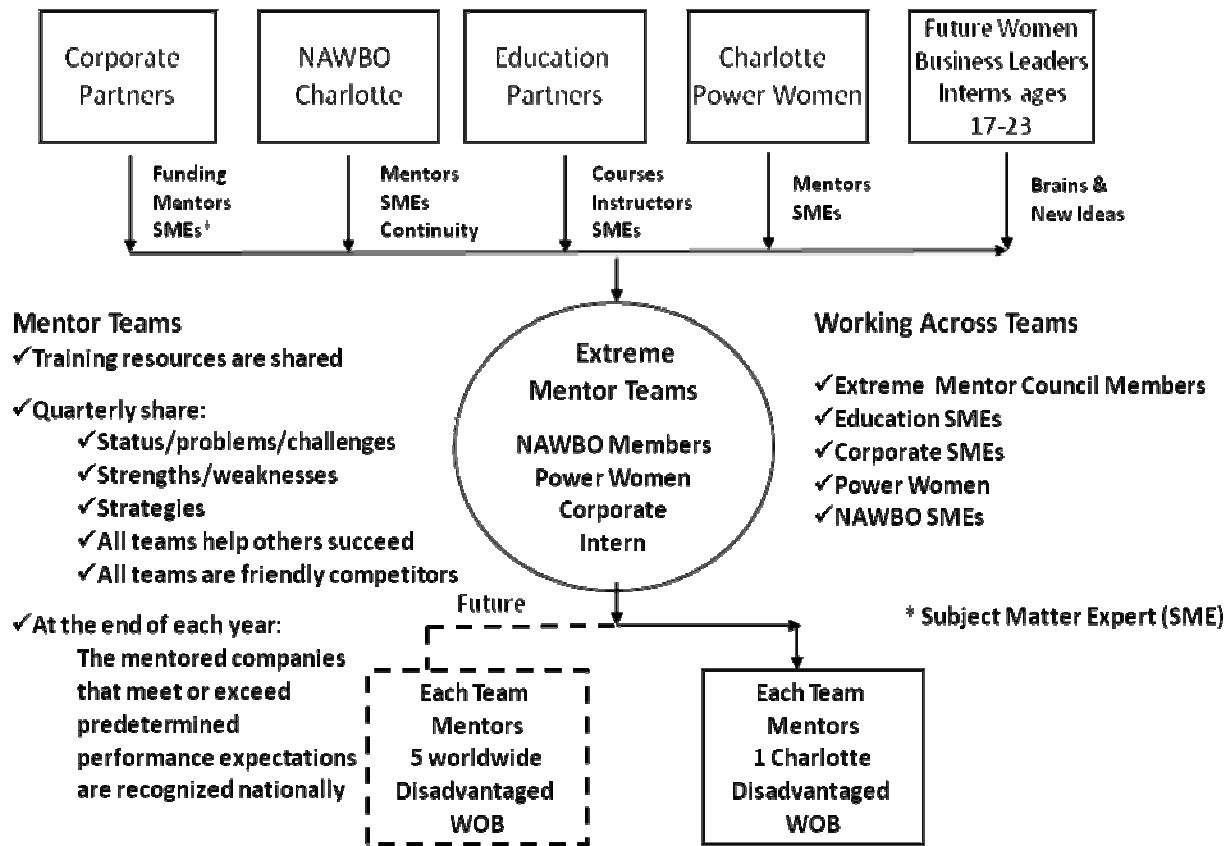 Corporate
Partners
NAWBO
Charlotte
Education
Partners
Charlotte
Power Women
Future Women
Business Leaders
Interns ages
17-23
Funding
Mentors
SMEs*
Mentors
SMEs
Continuity
Courses
Instructors
SMEs
Mentors
SMEs
Brains &
New Ideas
Mentor Teams
✓Training resources are shared
✓Quarterly share:
✓Status/problems/challenges
✓Strengths/weaknesses
✓Strategies
✓All teams help others succeed
✓All teams are friendly competitors
✓At the end of each year:
The mentored companies
that meet or exceed
predetermined
performance expectations
are recognized nationally
Extreme
Mentor Teams
NAWBO Members
Power Women
Corporate
Intern
Working Across Teams
✓Extreme Mentor Council Members
✓Education SMEs
✓Corporate SMEs
✓Power Women
✓NAWBO SMEs
* Subject Matter Expert (SME)
Future
Each Team
Mentors
5 worldwide
Disadvantaged
WOB
Each Team
Mentors
1 Charlotte
Disadvantaged
WOB